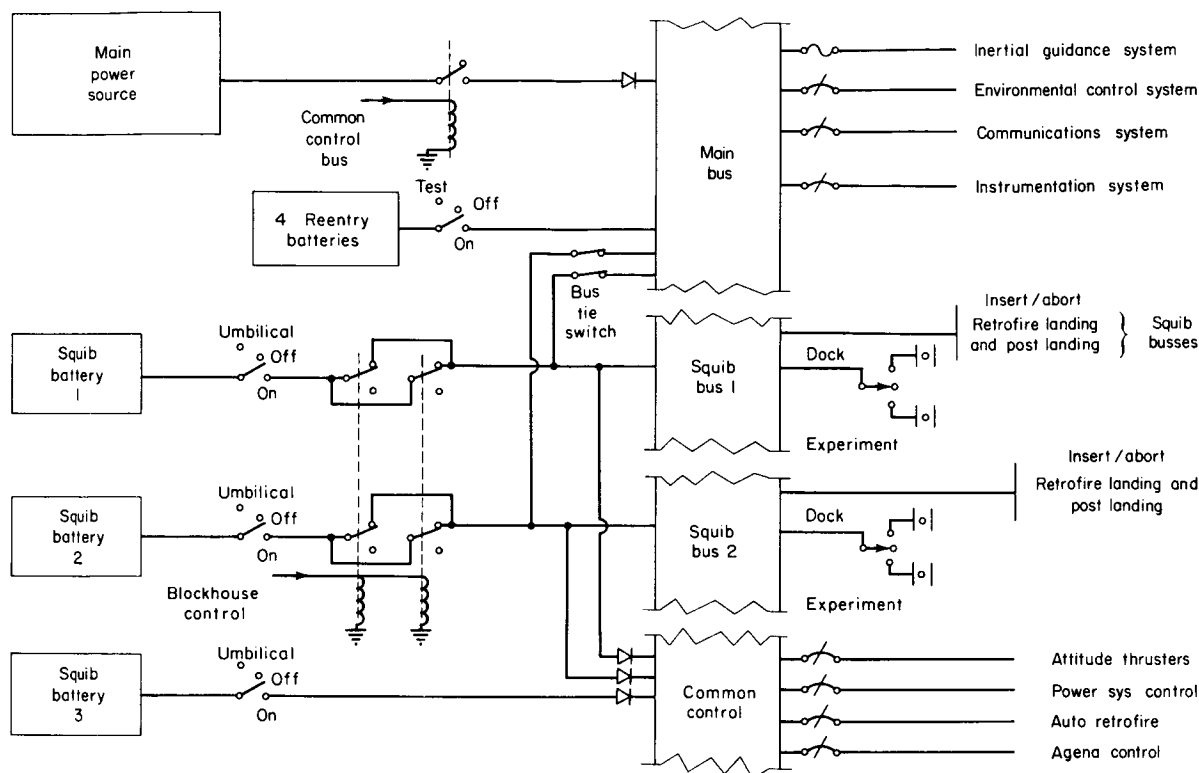 Main
power
source
Common
control
bus
Test
Off
On
4 Reentry
batteries
Main
bus
Inertial guidance system
Environmental control system
Communications system
Instrumentation system
Bus
tie
switch
Squib
battery
1
Umbilical
Off
On
Squib bus 1
Insert/abort
Retrofire landing
and post landing
Squib
busses
Dock
Experiment
Squib
battery
2
Umbilical
Off
On
Blockhouse
control
Squib
bus 2
Insert/abort
Retrofire landing and
post landing
Dock
Experiment
Squib
battery
3
Umbilical
Off
On
Common
control
Attitude thrusters
Power sys control
Auto retrofire
Agena control